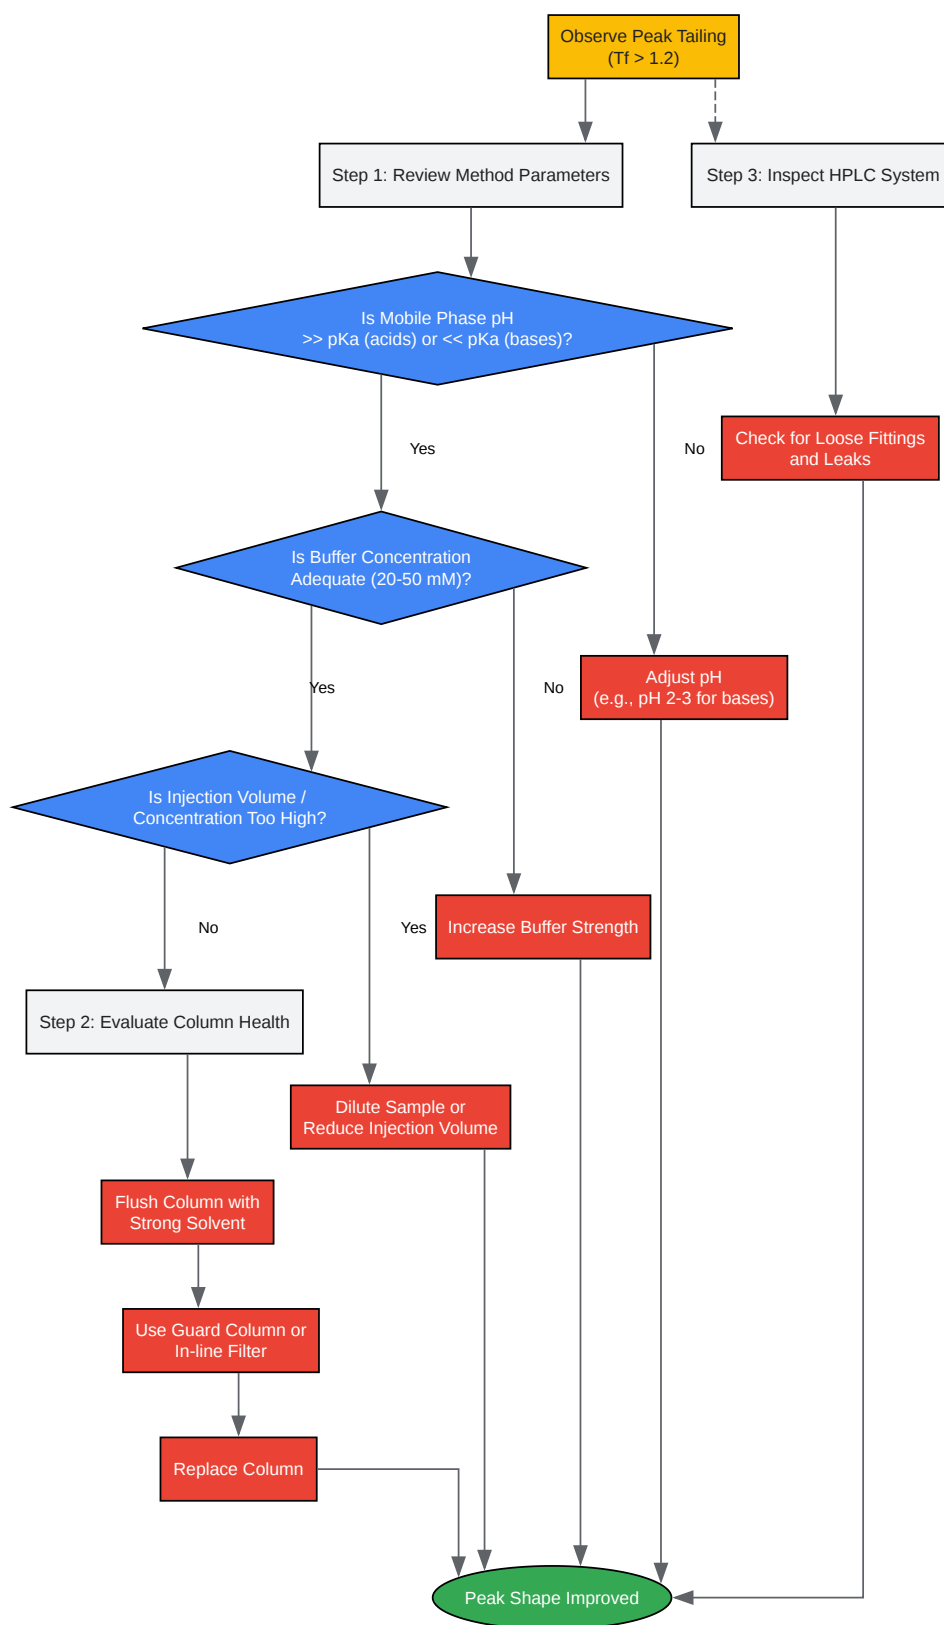 Observe Peak Tailing
(Tf > 1.2)
Step 1: Review Method Parameters
Step 3: Inspect HPLC System
Is Mobile Phase pH
>> pKa (acids) or << pKa (bases)?
Check for Loose Fittings
and Leaks
Yes
No
Is Buffer Concentration
Adequate (20-50 mM)?
Adjust pH
(e.g., pH 2-3 for bases)
Yes
No
Is Injection Volume /
Concentration Too High?
Increase Buffer Strength
No
Yes
Step 2: Evaluate Column Health
Dilute Sample or
Reduce Injection Volume
Flush Column with
Strong Solvent
Use Guard Column or
In-line Filter
Replace Column
Peak Shape Improved